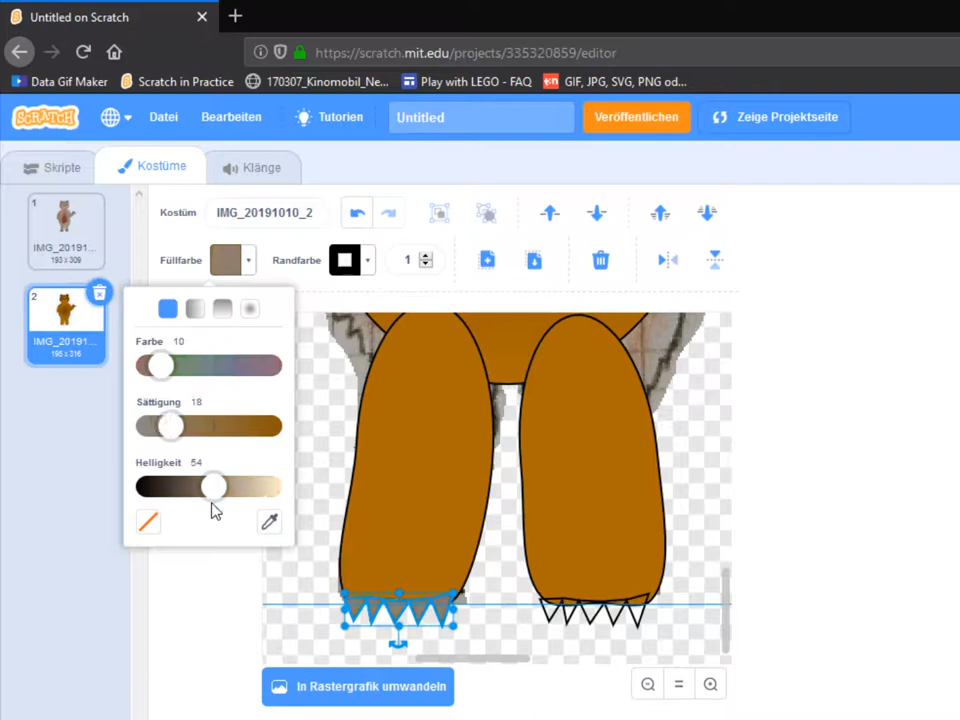 Untitled on Scratch
https://scratch.mit.edu/projects/335320859/editor
Data Gif Maker
Scratch in Practice
170307_Kinomobil_Ne...
Play with LEGO - FAQ
GIF, JPG, SVG, PNG od...
SCRATCH
Datei
Bearbeiten
Tutorien
Untitled
Veröffentlichen
Zeige Projektseite
Skripte
Kostüme
Klänge
1
IMG_20191...
193 x 309
2
IMG_20191...
195 x 316
Kostüm
IMG_20191010_2
Füllfarbe
Randfarbe
1
Farbe 10
Sättigung 18
Helligkeit 54
In Rastergrafik umwandeln